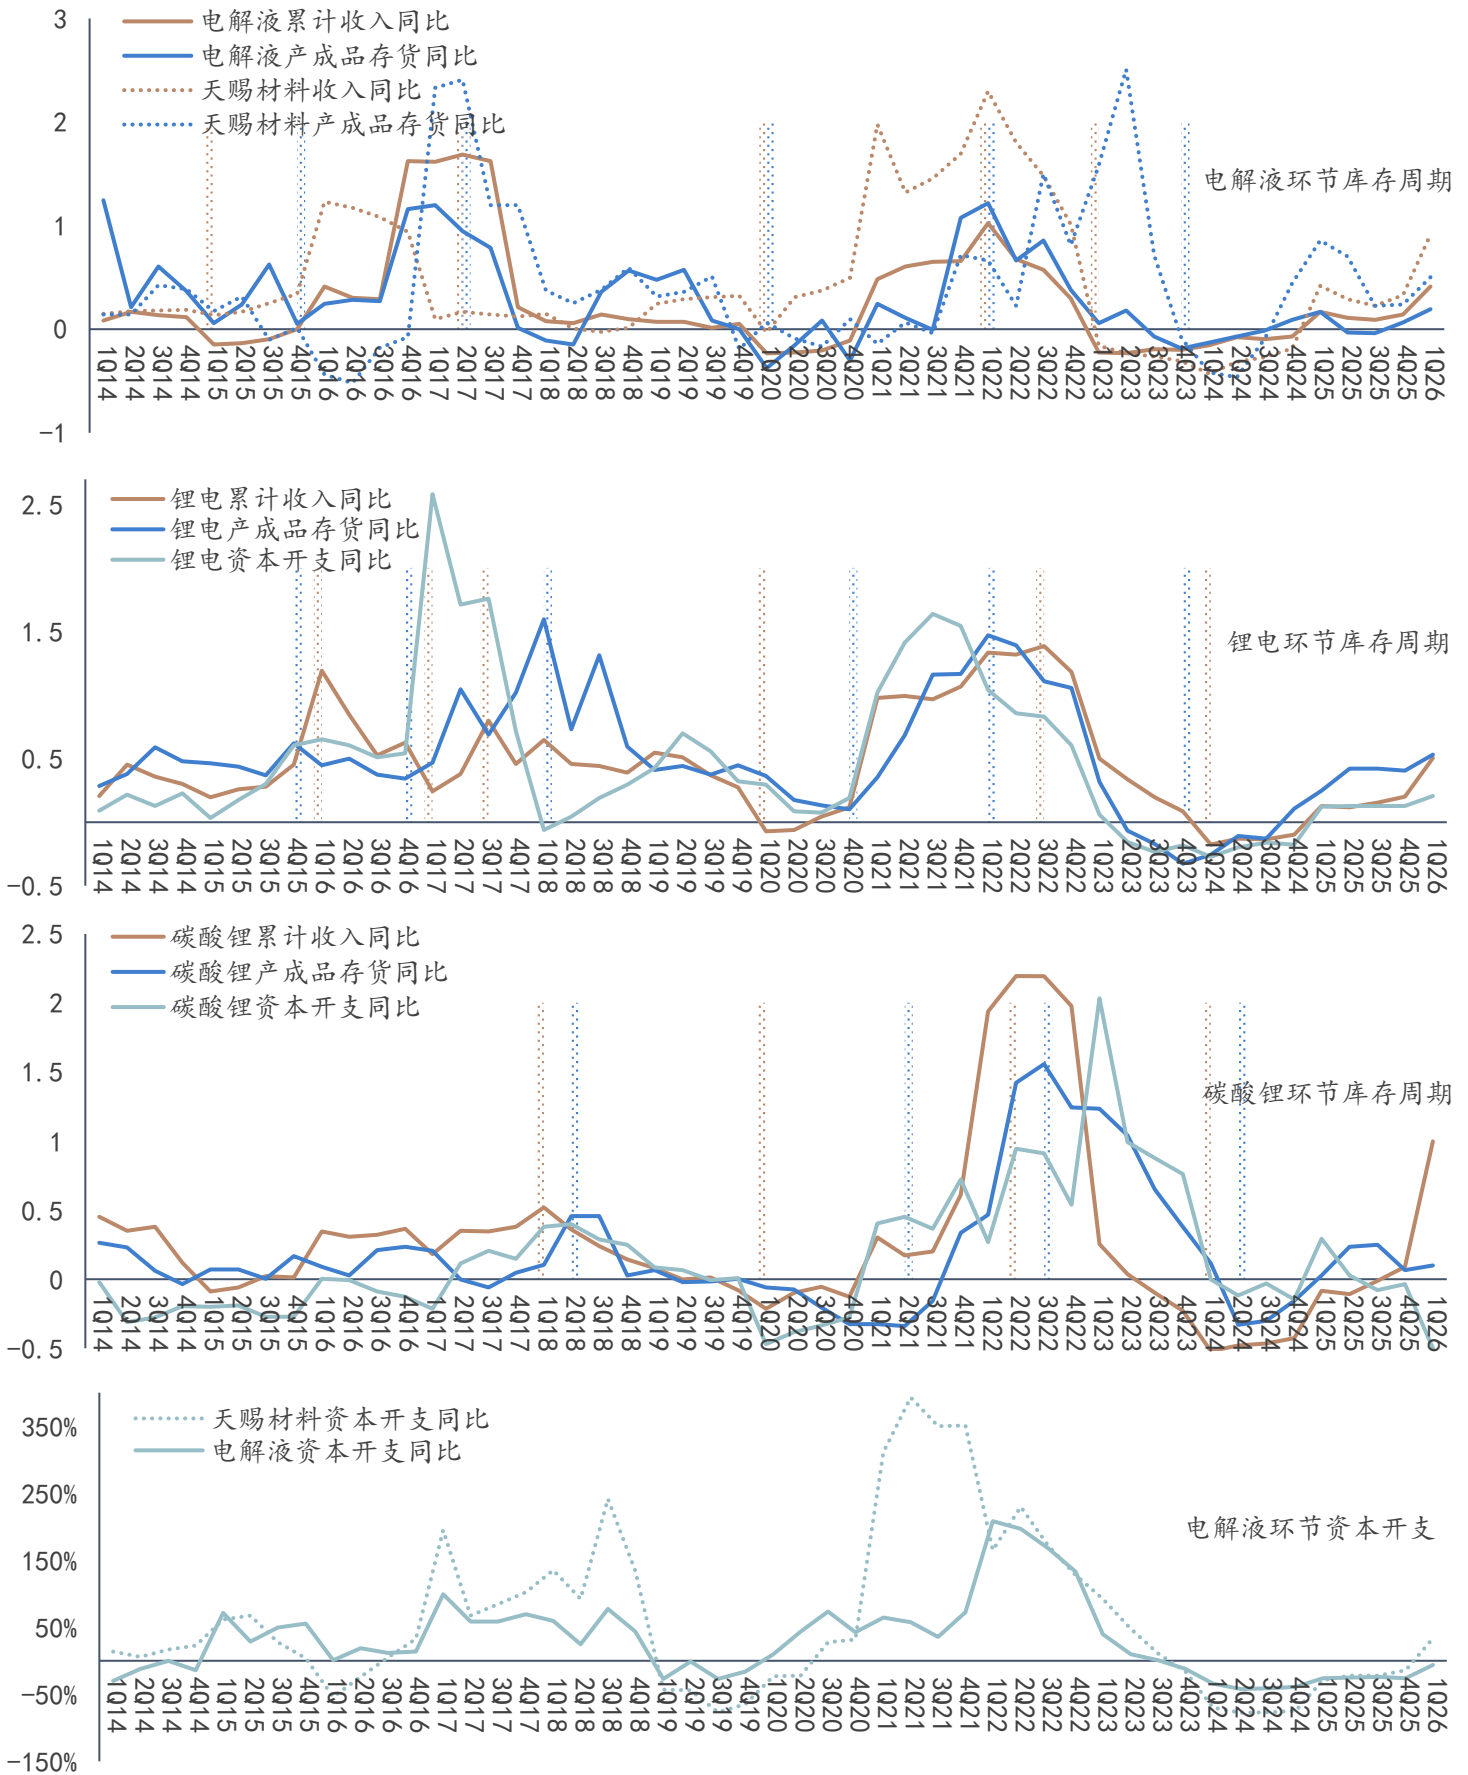 3
电解液累计收入同比
电解液产成品存货同比
天赐材料收入同比
天赐材料产成品存货同比
2
电解液环节库存周期
1
0
1Q14 2Q14 3Q14 4Q14 1Q15 2Q15 3Q15 4Q15 1Q16 2Q16 3Q16 4Q16 1Q17 2Q17 3Q17 4Q17 1Q18 2Q18 3Q18 4Q18 1Q19 2Q19 3Q19 4Q19 1Q20 2Q20 3Q20 4Q20 1Q21 2Q21 3Q21 4Q21 1Q22 2Q22 3Q22 4Q22 1Q23 2Q23 3Q23 4Q23 1Q24 2Q24 3Q24 4Q24 1Q25 2Q25 3Q25 4Q25 1Q26
-1
2.5
锂电累计收入同比
锂电产成品存货同比
锂电资本开支同比
1.5
锂电环节库存周期
0.5
1Q14 2Q14 3Q14 4Q14 1Q15 2Q15 3Q15 4Q15 1Q16 2Q16 3Q16 4Q16 1Q17 2Q17 3Q17 4Q17 1Q18 2Q18 3Q18 4Q18 1Q19 2Q19 3Q19 4Q19 1Q20 2Q20 3Q20 4Q20 1Q21 2Q21 3Q21 4Q21 1Q22 2Q22 3Q22 4Q22 1Q23 2Q23 3Q23 4Q23 1Q24 2Q24 3Q24 4Q24 1Q25 2Q25 3Q25 4Q25 1Q26
-0.5
2.5
碳酸锂累计收入同比
碳酸锂产成品存货同比
碳酸锂资本开支同比
2
1.5
碳酸锂环节库存周期
1
0.5
0
1Q14 2Q14 3Q14 4Q14 1Q15 2Q15 3Q15 4Q15 1Q16 2Q16 3Q16 4Q16 1Q17 2Q17 3Q17 4Q17 1Q18 2Q18 3Q18 4Q18 1Q19 2Q19 3Q19 4Q19 1Q20 2Q20 3Q20 4Q20 1Q21 2Q21 3Q21 4Q21 1Q22 2Q22 3Q22 4Q22 1Q23 2Q23 3Q23 4Q23 1Q24 2Q24 3Q24 4Q24 1Q25 2Q25 3Q25 4Q25 1Q26
-0.5
天赐材料资本开支同比
350%
电解液资本开支同比
250%
电解液环节资本开支
150%
50%
-50%
1Q14 2Q14 3Q14 4Q14 1Q15 2Q15 3Q15 4Q15 1Q16 2Q16 3Q16 4Q16 1Q17 2Q17 3Q17 4Q17 1Q18 2Q18 3Q18 4Q18 1Q19 2Q19 3Q19 4Q19 1Q20 2Q20 3Q20 4Q20 1Q21 2Q21 3Q21 4Q21 1Q22 2Q22 3Q22 4Q22 1Q23 2Q23 3Q23 4Q23 1Q24 2Q24 3Q24 4Q24 1Q25 2Q25 3Q25 4Q25 1Q26
-150%